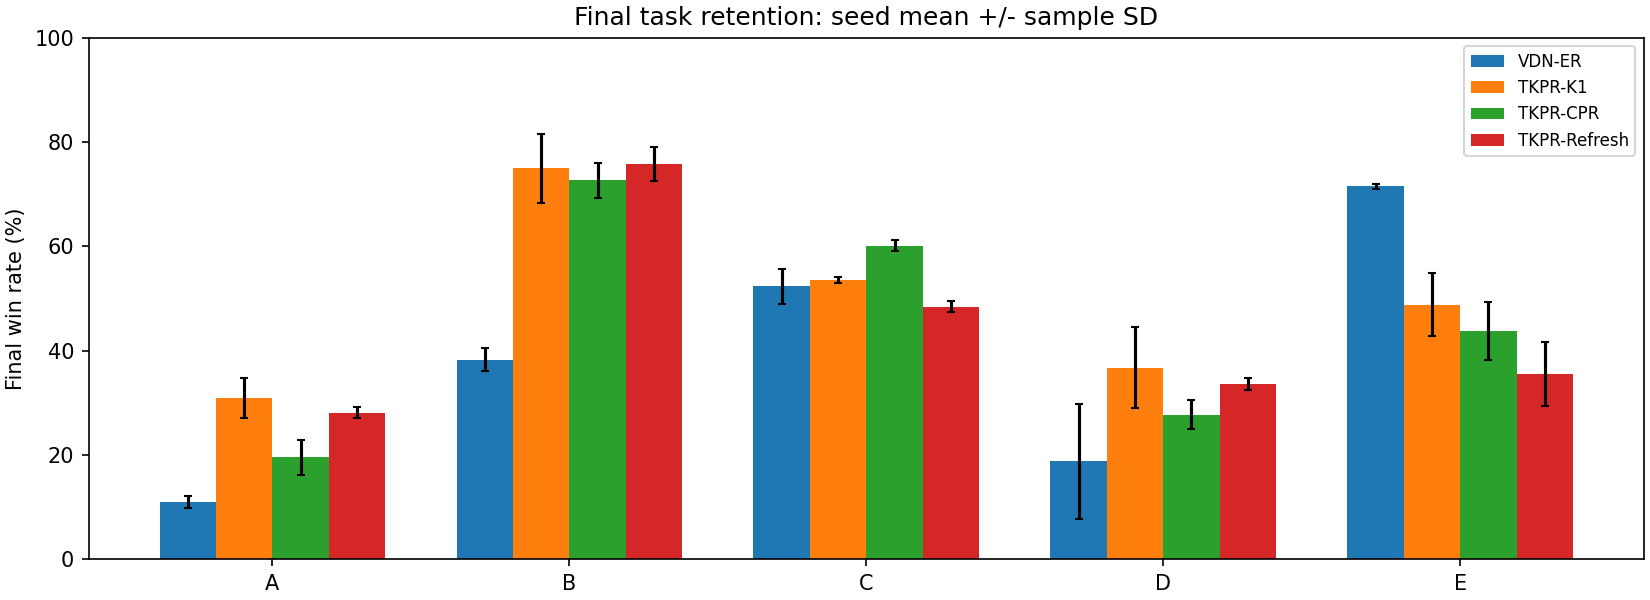 Final task retention: seed mean +/- sample SD
Final win rate (%)
100
80
60
40
20
0
VDN-ER
TKPR-K1
TKPR-CPR
TKPR-Refresh
A B C D E